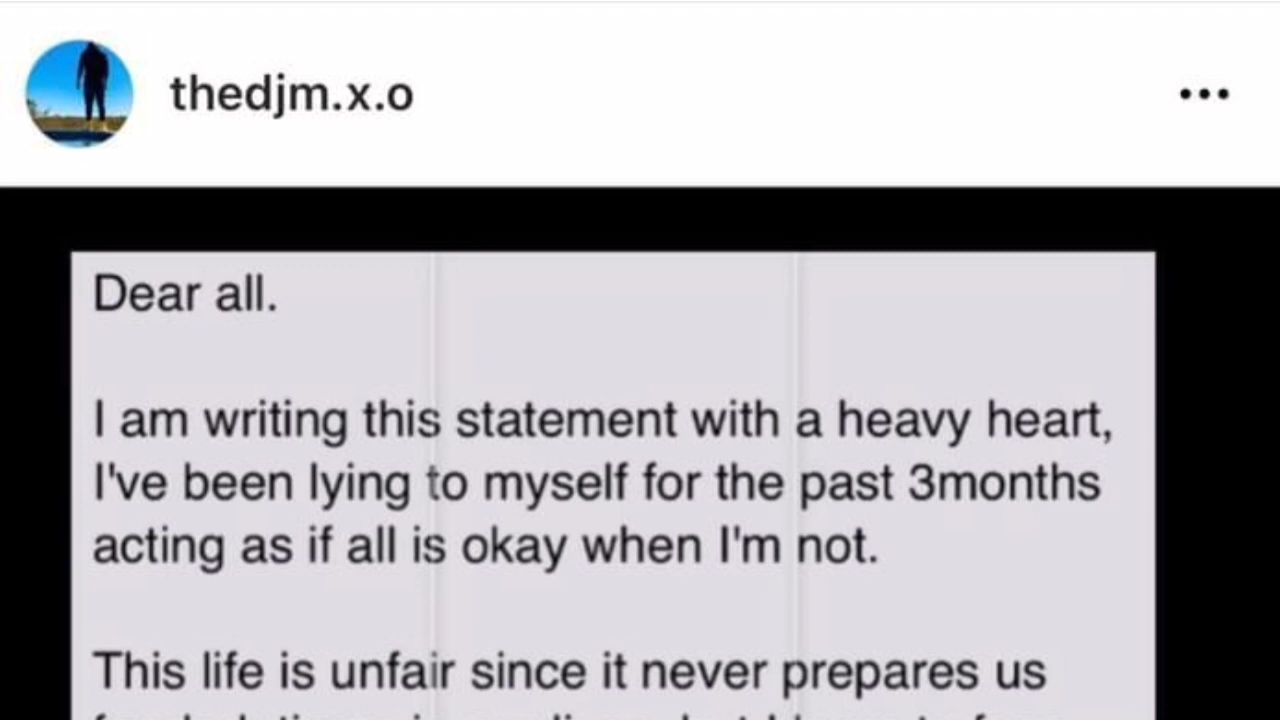 thedjm.x.o
Dear all.
I am writing this statement with a heavy heart,
I've been lying to myself for the past 3months
acting as if all is okay when I'm not.
This life is unfair since it never prepares us